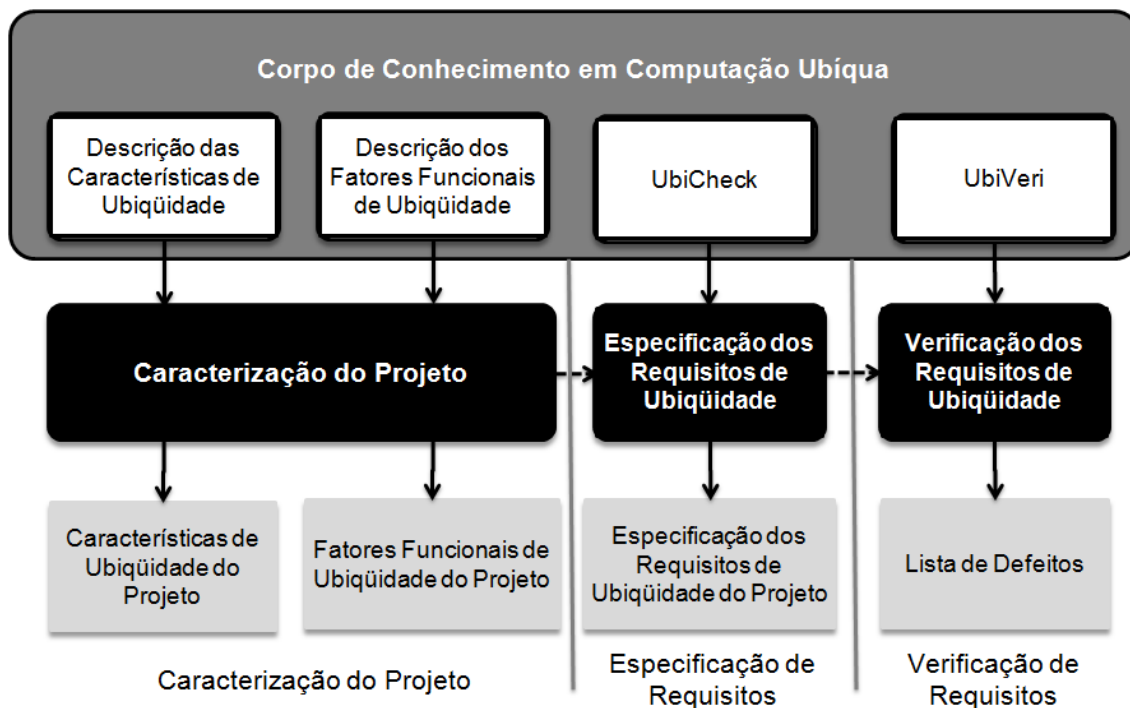 Corpo de Conhecimento em Computação Ubíqua
Descrição das
Características de
Ubiqüidade
Descrição dos
Fatores Funcionais
de Ubiqüidade
UbiCheck
UbiVeri
Caracterização do Projeto
Especificação dos
Requisitos de
Ubiqüidade
Verificação dos
Requisitos de
Ubiqüidade
Características de
Ubiqüidade do
Projeto
Fatores Funcionais de
Ubiqüidade do Projeto
Especificação dos
Requisitos de
Ubiqüidade do Projeto
Lista de Defeitos
Caracterização do Projeto
Especificação de
Requisitos
Verificação de
Requisitos